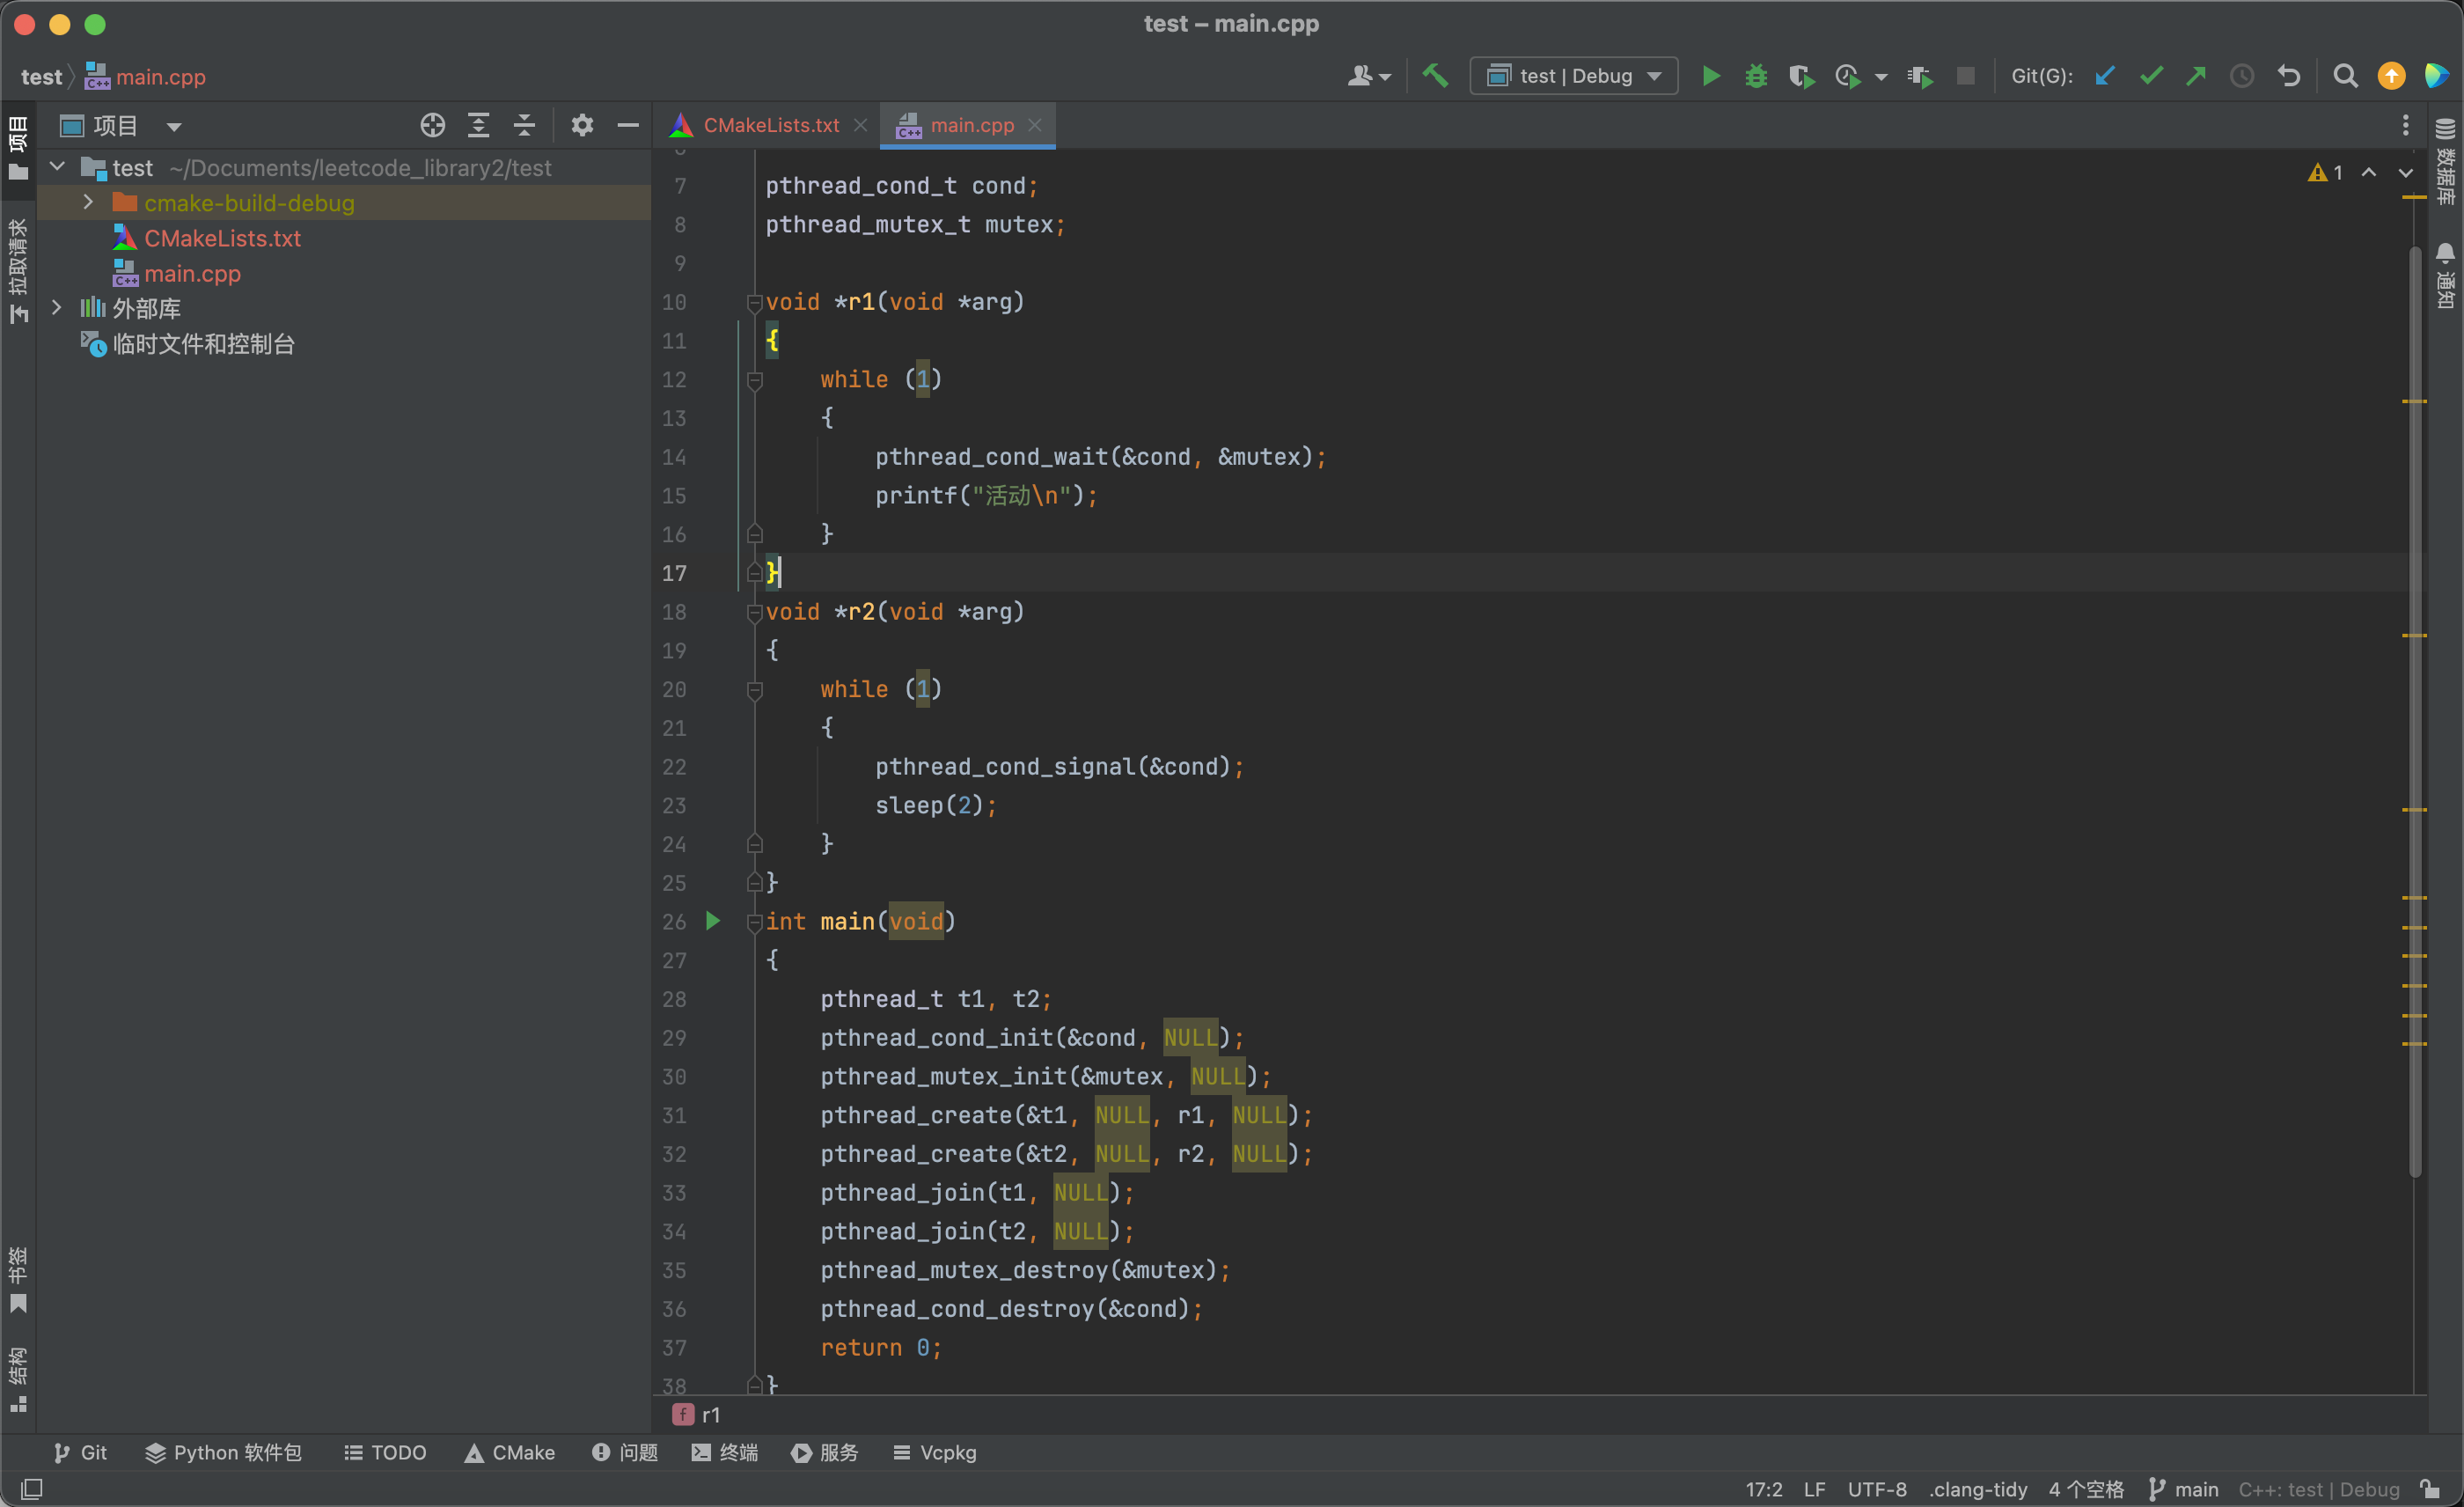 test – main.cpp
test main.cpp
test | Debug
Git(G):
项目
CMakeLists.txt
main.cpp
1
项目
拉取请求
书签
结构
数据库
通知
test ~/Documents/leetcode_library2/test
cmake-build-debug
CMakeLists.txt
main.cpp
外部库
临时文件和控制台
7 pthread_cond_t cond;
8 pthread_mutex_t mutex;
9
10 void *r1(void *arg)
11 {
12 while (1)
13 {
14 pthread_cond_wait(&cond, &mutex);
15 printf("活动\n");
16 }
17 }
18 void *r2(void *arg)
19 {
20 while (1)
21 {
22 pthread_cond_signal(&cond);
23 sleep(2);
24 }
25 }
26 int main(void)
27 {
28 pthread_t t1, t2;
29 pthread_cond_init(&cond, NULL);
30 pthread_mutex_init(&mutex, NULL);
31 pthread_create(&t1, NULL, r1, NULL);
32 pthread_create(&t2, NULL, r2, NULL);
33 pthread_join(t1, NULL);
34 pthread_join(t2, NULL);
35 pthread_mutex_destroy(&mutex);
36 pthread_cond_destroy(&cond);
37 return 0;
38 }
f r1
Git Python 软件包 TODO CMake 问题 终端 服务 Vcpkg
17:2 LF UTF-8 .clang-tidy 4 个空格 main C++: test | Debug